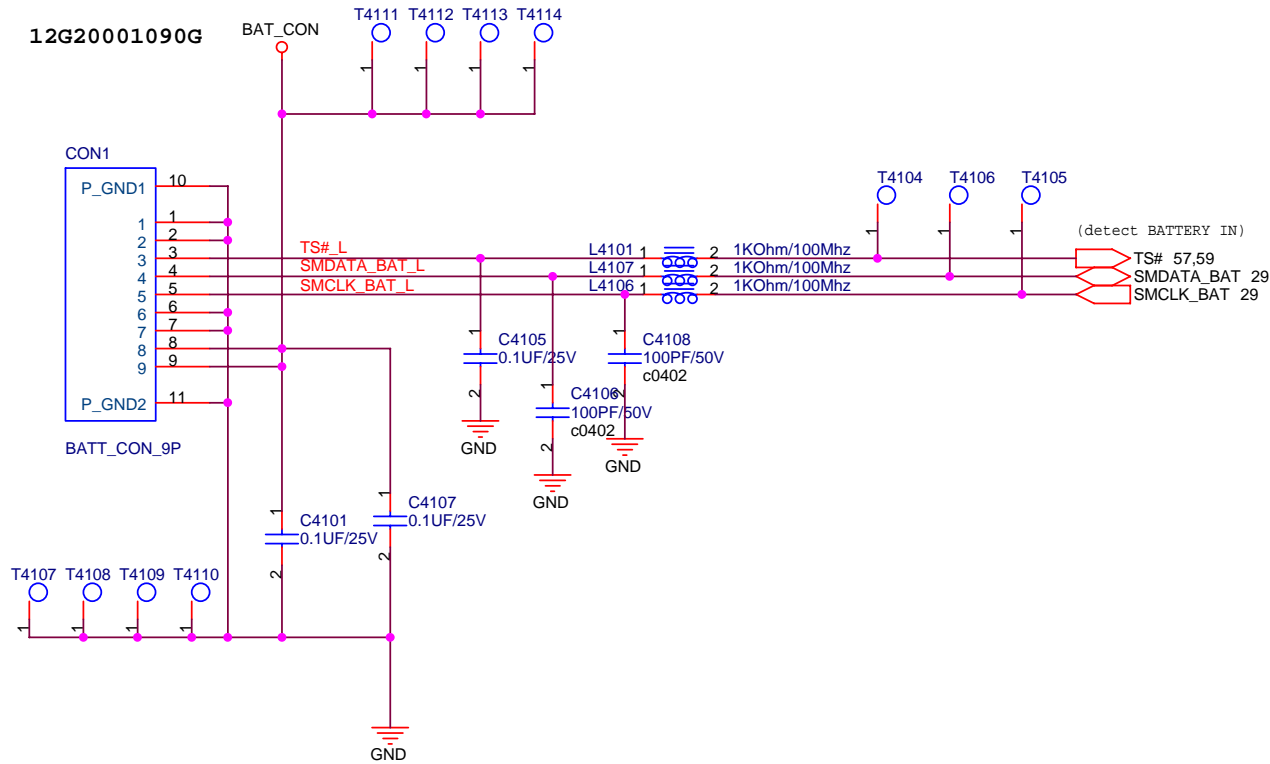 12G20001090G
BAT_CON
T4111 T4112 T4113 T4114
1 1 1 1
CON1
P_GND1 10
1 1
2 2
3 3
4 4
5 5
6 6
7 7
8 8
9 9
P_GND2 11
BATT_CON_9P
T4104 T4106 T4105
1 1 1
(detect BATTERY IN)
TS#_L L4101 1 2 1KOhm/100Mhz TS# 57,59
SMDATA_BAT_L L4107 1 2 1KOhm/100Mhz SMDATA_BAT 29
SMCLK_BAT_L L4106 1 2 1KOhm/100Mhz SMCLK_BAT 29
1
C4105
0.1UF/25V
2
GND
1
C4106
100PF/50V
c0402
2
GND
1
C4108
100PF/50V
c0402
2
GND
1
C4101
0.1UF/25V
2
1
C4107
0.1UF/25V
2
T4107 T4108 T4109 T4110
1 1 1 1
GND